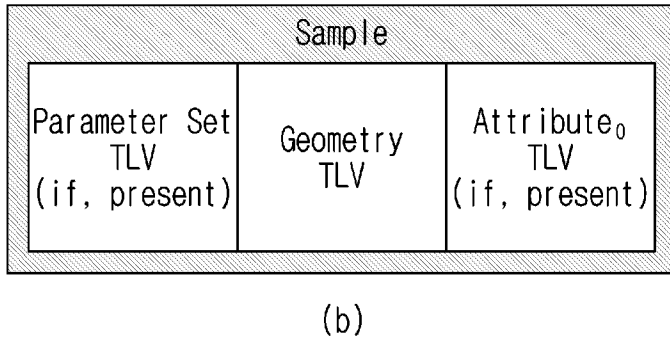 Sample
Parameter Set
TLV
(if, present)
Geometry
TLV
Attribute₀
TLV
(if, present)
(b)